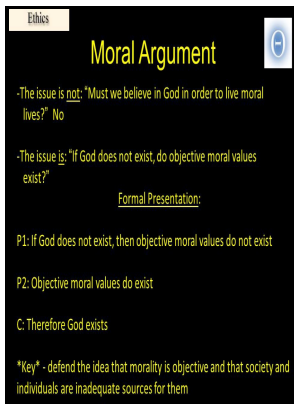 Ethics
Moral Argument
-The issue is not: "Must we believe in God in order to live moral
lives?" No
-The issue is: "If God does not exist, do objective moral values
exist?"
Formal Presentation:
P1: If God does not exist, then objective moral values do not exist
P2: Objective moral values do exist
C: Therefore God exists
*Key* - defend the idea that morality is objective and that society and
individuals are inadequate sources for them